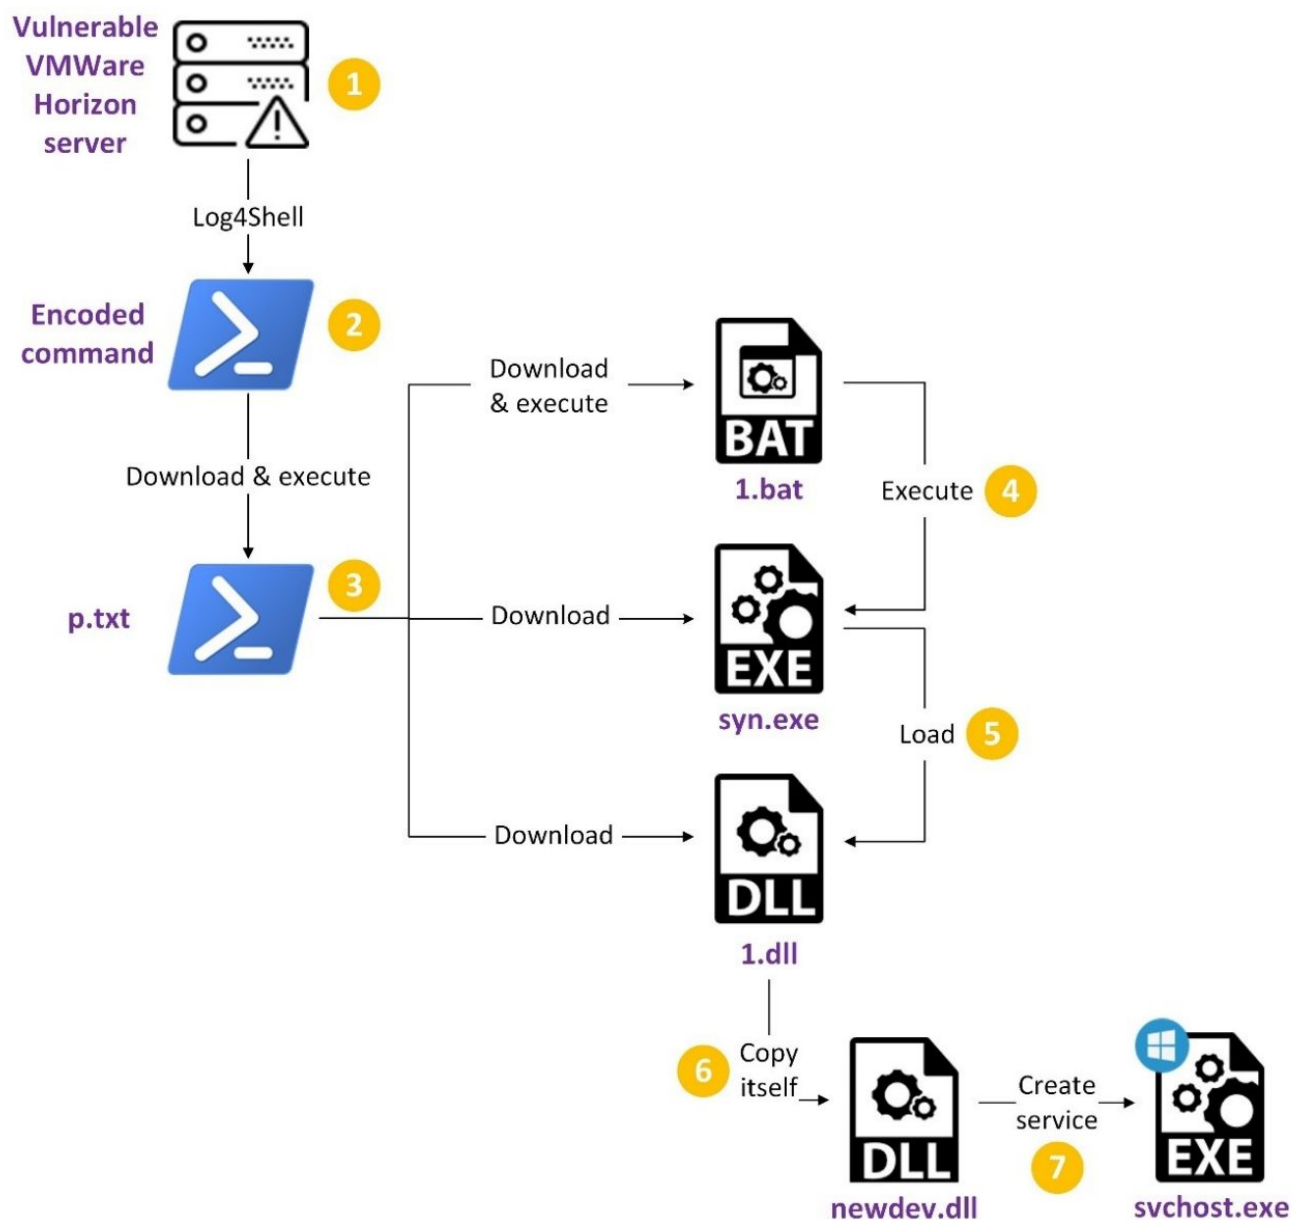 Vulnerable
VMWare
Horizon
server
1
Log4Shell
Encoded
command
2
Download & execute
p.txt
3
Download
& execute
BAT
1.bat
Execute
4
Download
EXE
syn.exe
Load
5
Download
DLL
1.dll
6
Copy
itself
DLL
newdev.dll
Create
service
7
EXE
svchost.exe